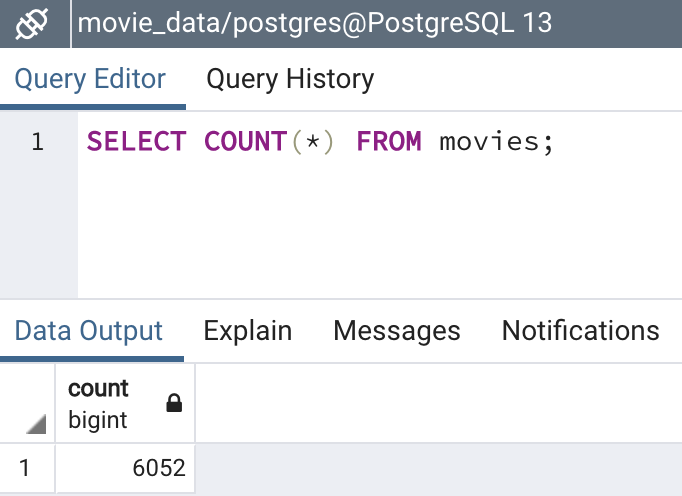 movie_data/postgres@PostgreSQL 13
Query Editor Query History
1 SELECT COUNT(*) FROM movies;
Data Output Explain Messages Notifications
count
bigint
1 6052